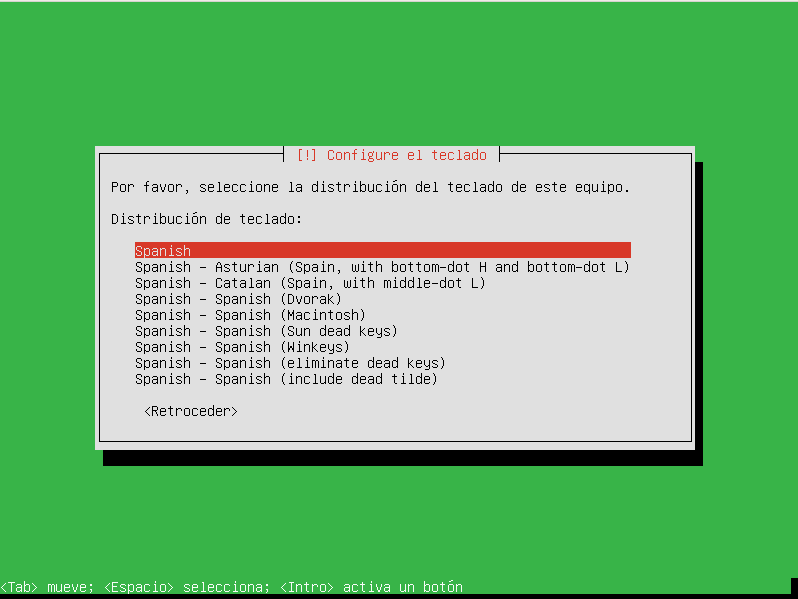 [!] Configure el teclado
Por favor, seleccione la distribución del teclado de este equipo.
Distribución de teclado:
Spanish
Spanish - Asturian (Spain, with bottom-dot H and bottom-dot L)
Spanish - Catalan (Spain, with middle-dot L)
Spanish - Spanish (Dvorak)
Spanish - Spanish (Macintosh)
Spanish - Spanish (Sun dead keys)
Spanish - Spanish (Winkeys)
Spanish - Spanish (eliminate dead keys)
Spanish - Spanish (include dead tilde)
<Retroceder>
<Tab> mueve; <Espacio> selecciona; <Intro> activa un botón